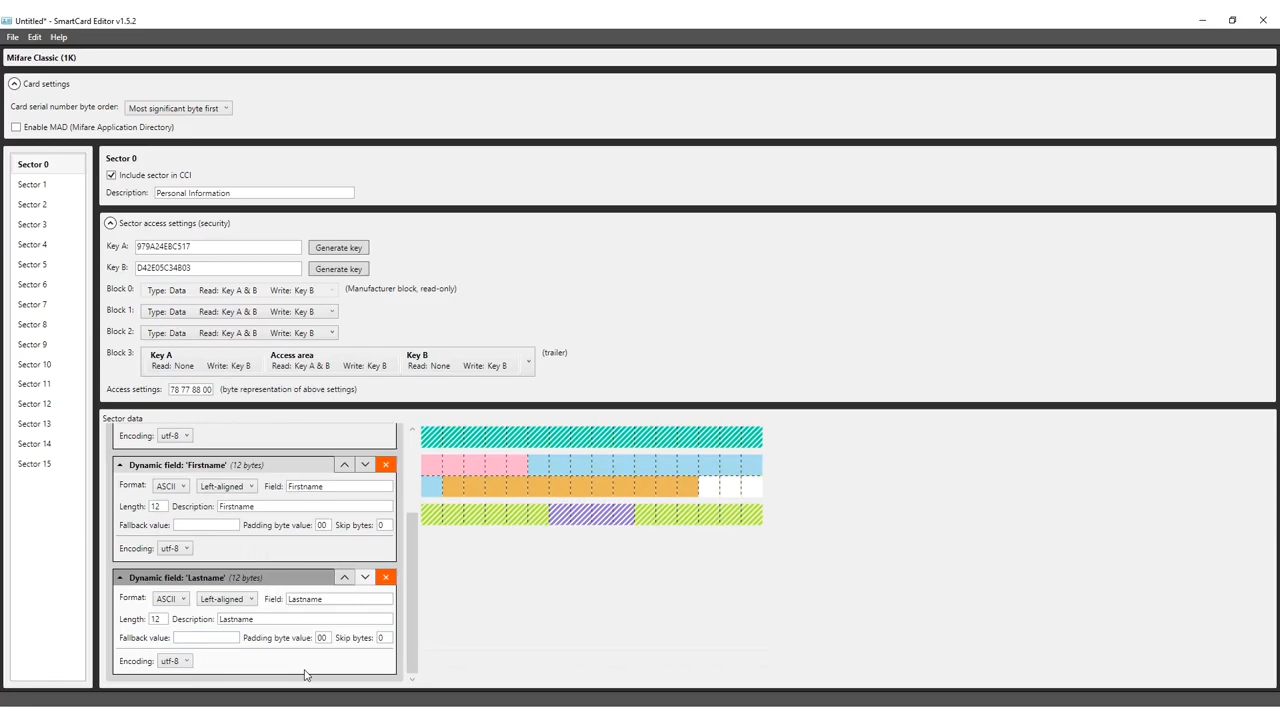 Untitled* - SmartCard Editor v1.5.2
File Edit Help
Mifare Classic (1K)
Card settings
Card serial number byte order: Most significant byte first
Enable MAD (Mifare Application Directory)
Sector 0
Sector 1
Sector 2
Sector 3
Sector 4
Sector 5
Sector 6
Sector 7
Sector 8
Sector 9
Sector 10
Sector 11
Sector 12
Sector 13
Sector 14
Sector 15
Sector 0
Include sector in CCI
Description: Personal Information
Sector access settings (security)
Key A: 979A24EBC517 Generate key
Key B: D42E05C34B03 Generate key
Block 0: Type: Data Read: Key A & B Write: Key B (Manufacturer block, read-only)
Block 1: Type: Data Read: Key A & B Write: Key B
Block 2: Type: Data Read: Key A & B Write: Key B
Block 3: Key A Access area Key B (trailer)
Read: None Write: Key B Read: Key A & B Write: Key B Read: None Write: Key B
Access settings: 78 77 88 00 (byte representation of above settings)
Sector data
Encoding: utf-8
Dynamic field: 'Firstname' (12 bytes)
Format: ASCII Left-aligned Field: Firstname
Length: 12 Description: Firstname
Fallback value: Padding byte value: 00 Skip bytes: 0
Encoding: utf-8
Dynamic field: 'Lastname' (12 bytes)
Format: ASCII Left-aligned Field: Lastname
Length: 12 Description: Lastname
Fallback value: Padding byte value: 00 Skip bytes: 0
Encoding: utf-8